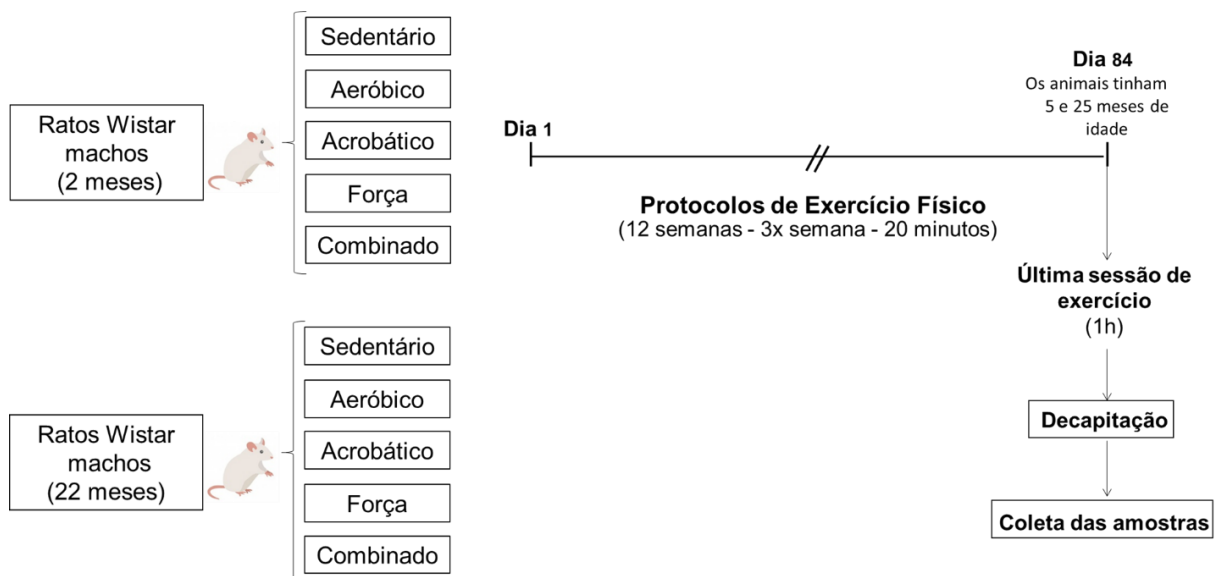 Ratos Wistar
machos
(2 meses)
Sedentário
Aeróbico
Acrobático
Força
Combinado
Ratos Wistar
machos
(22 meses)
Sedentário
Aeróbico
Acrobático
Força
Combinado
Dia 1
Dia 84
Os animais tinham
5 e 25 meses de
idade
Protocolos de Exercício Físico
(12 semanas - 3x semana - 20 minutos)
Última sessão de
exercício
(1h)
Decapitação
Coleta das amostras